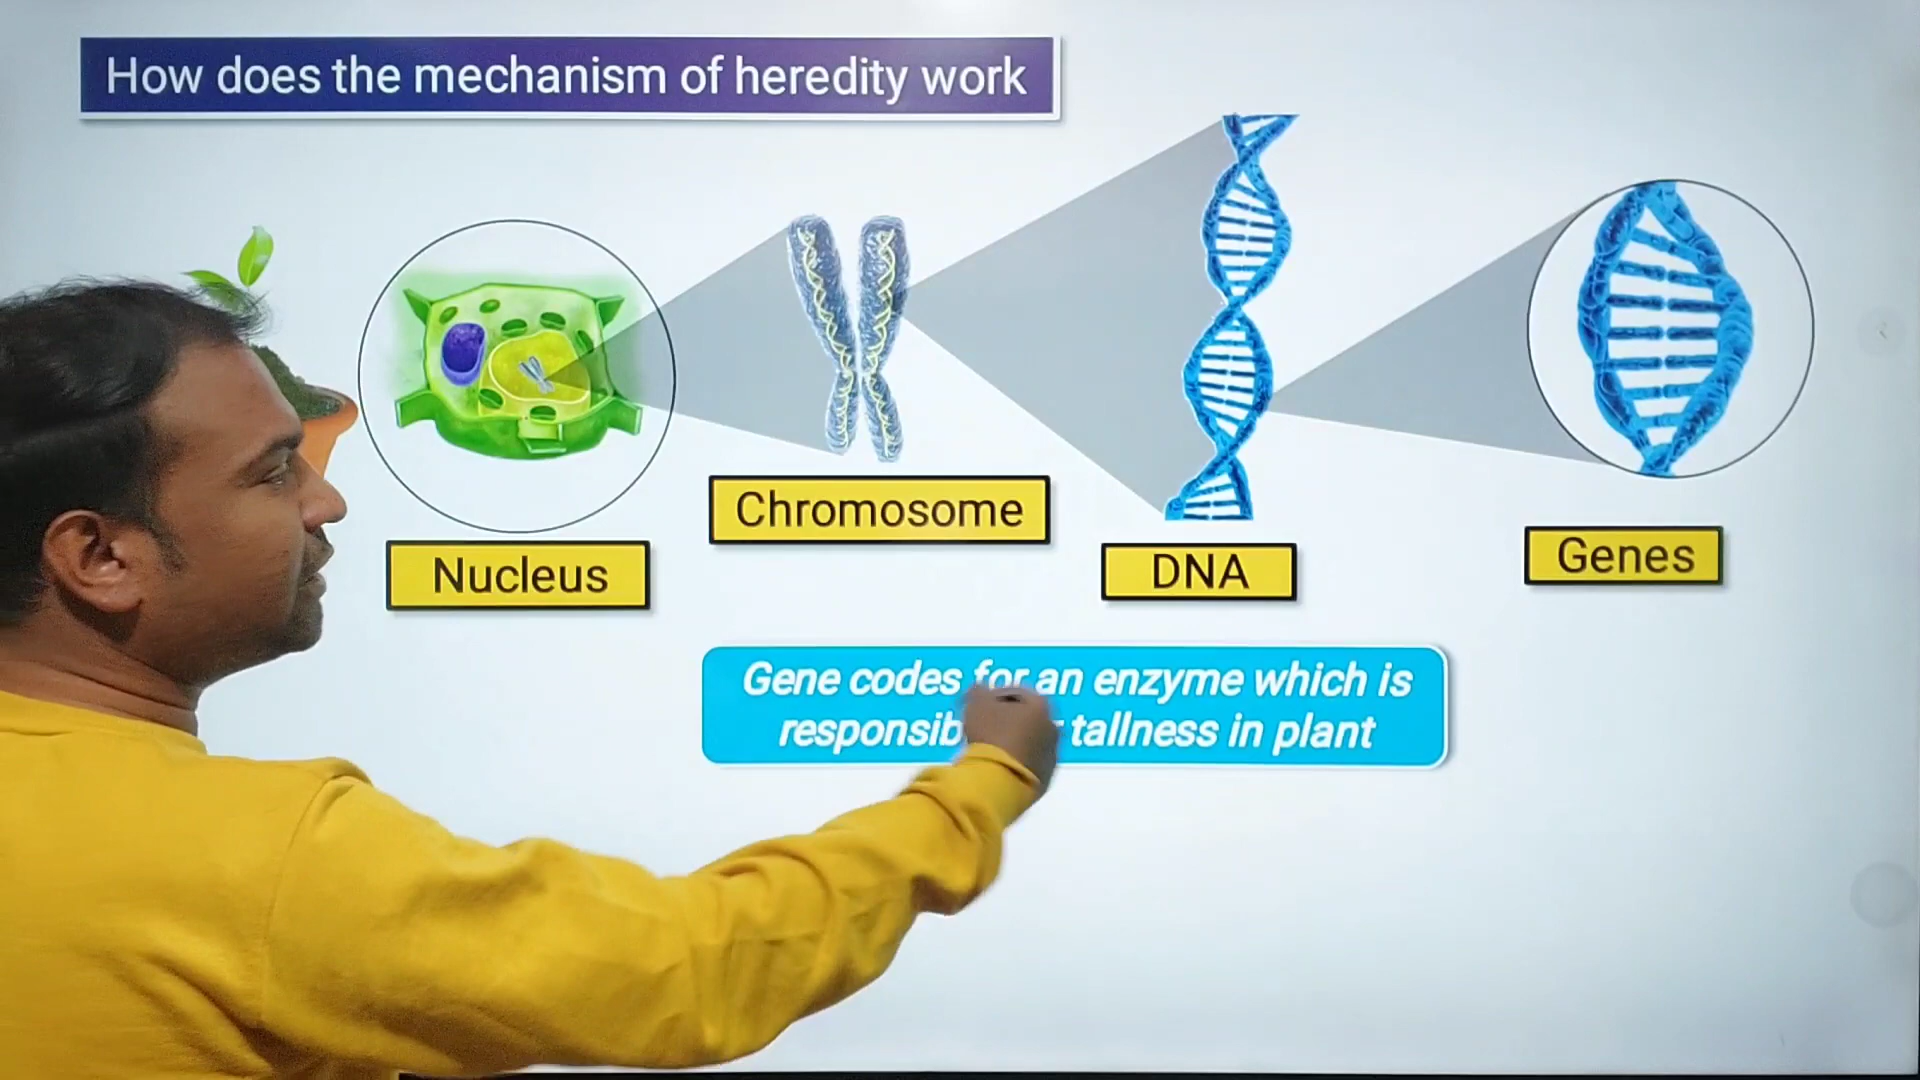 How does the mechanism of heredity work
Nucleus
Chromosome
DNA
Genes
Gene codes for an enzyme which is
tallness in plant